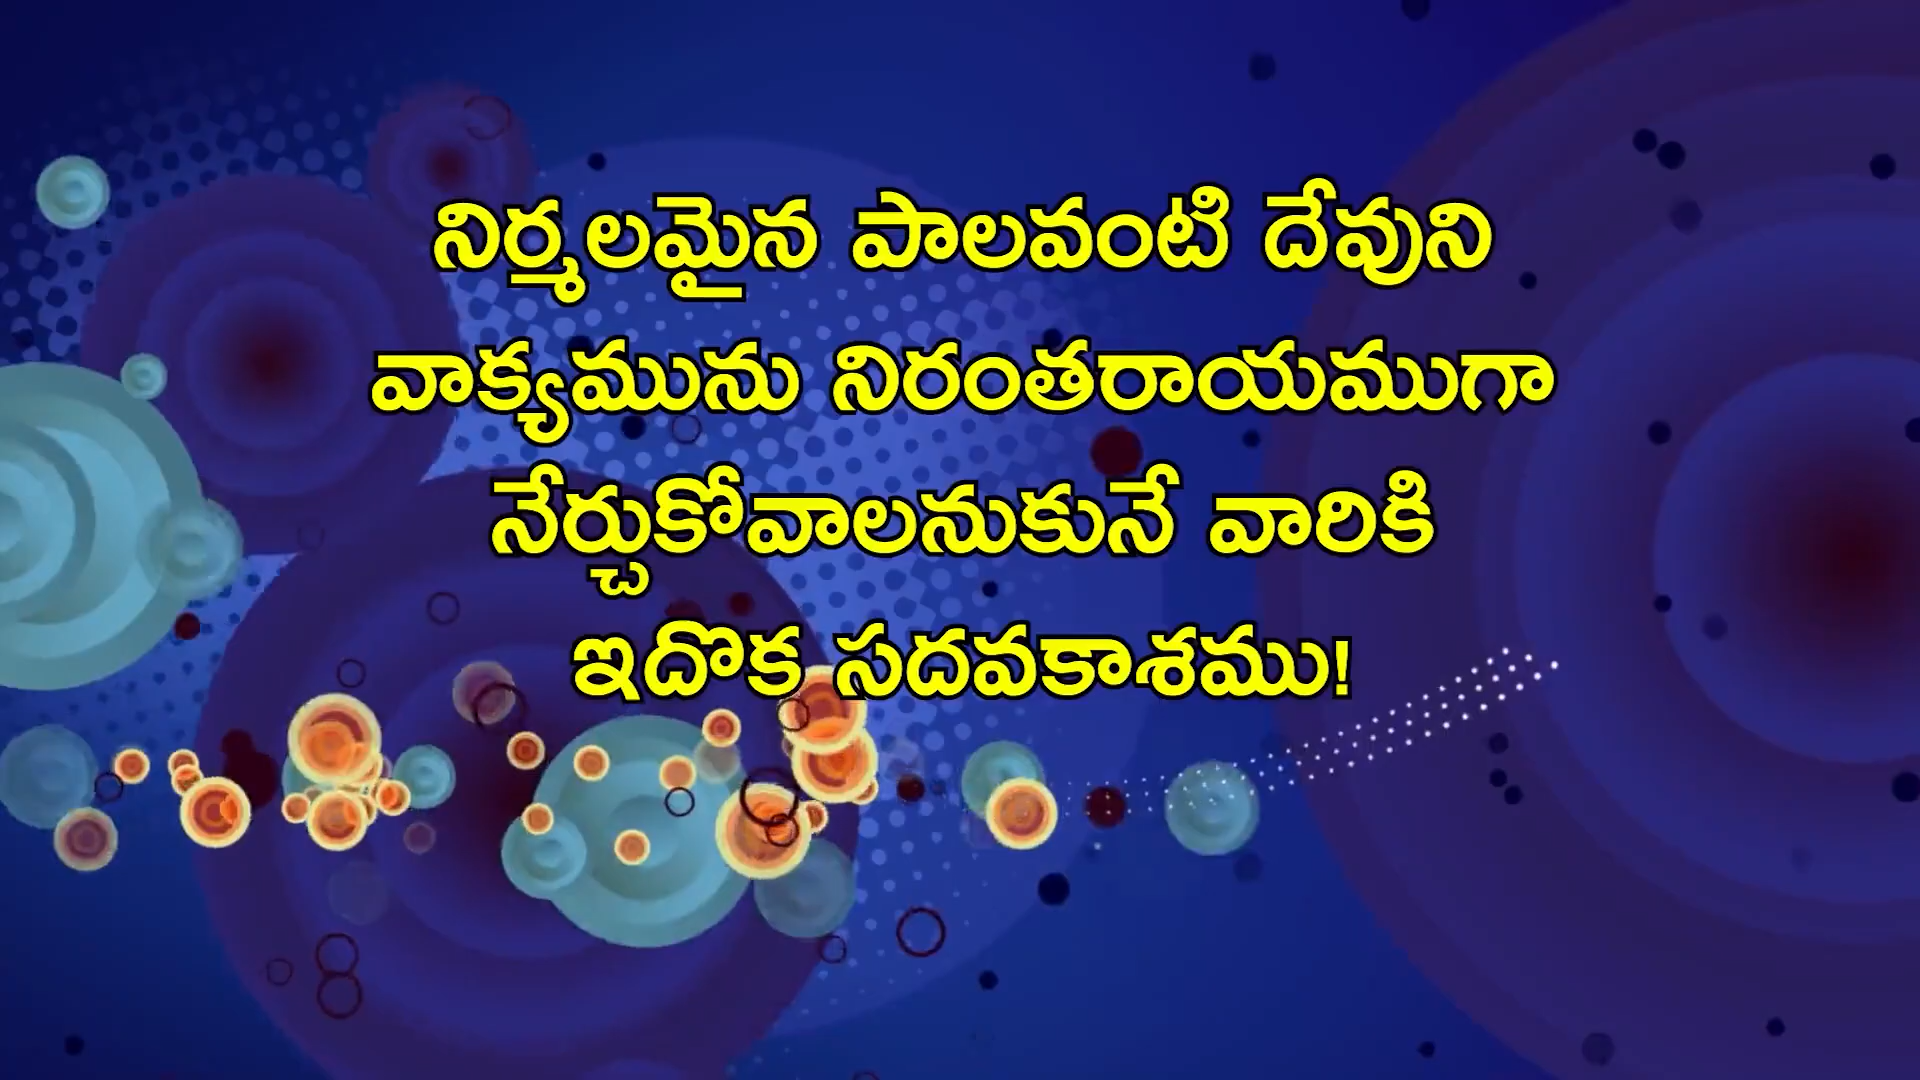 నిర్మలమైన పాలవంటి దేవుని
వాక్యమును నిరంతరాయముగా
నేర్చుకోవాలనుకునే వారికి
ఇదొక సదవకాశము!